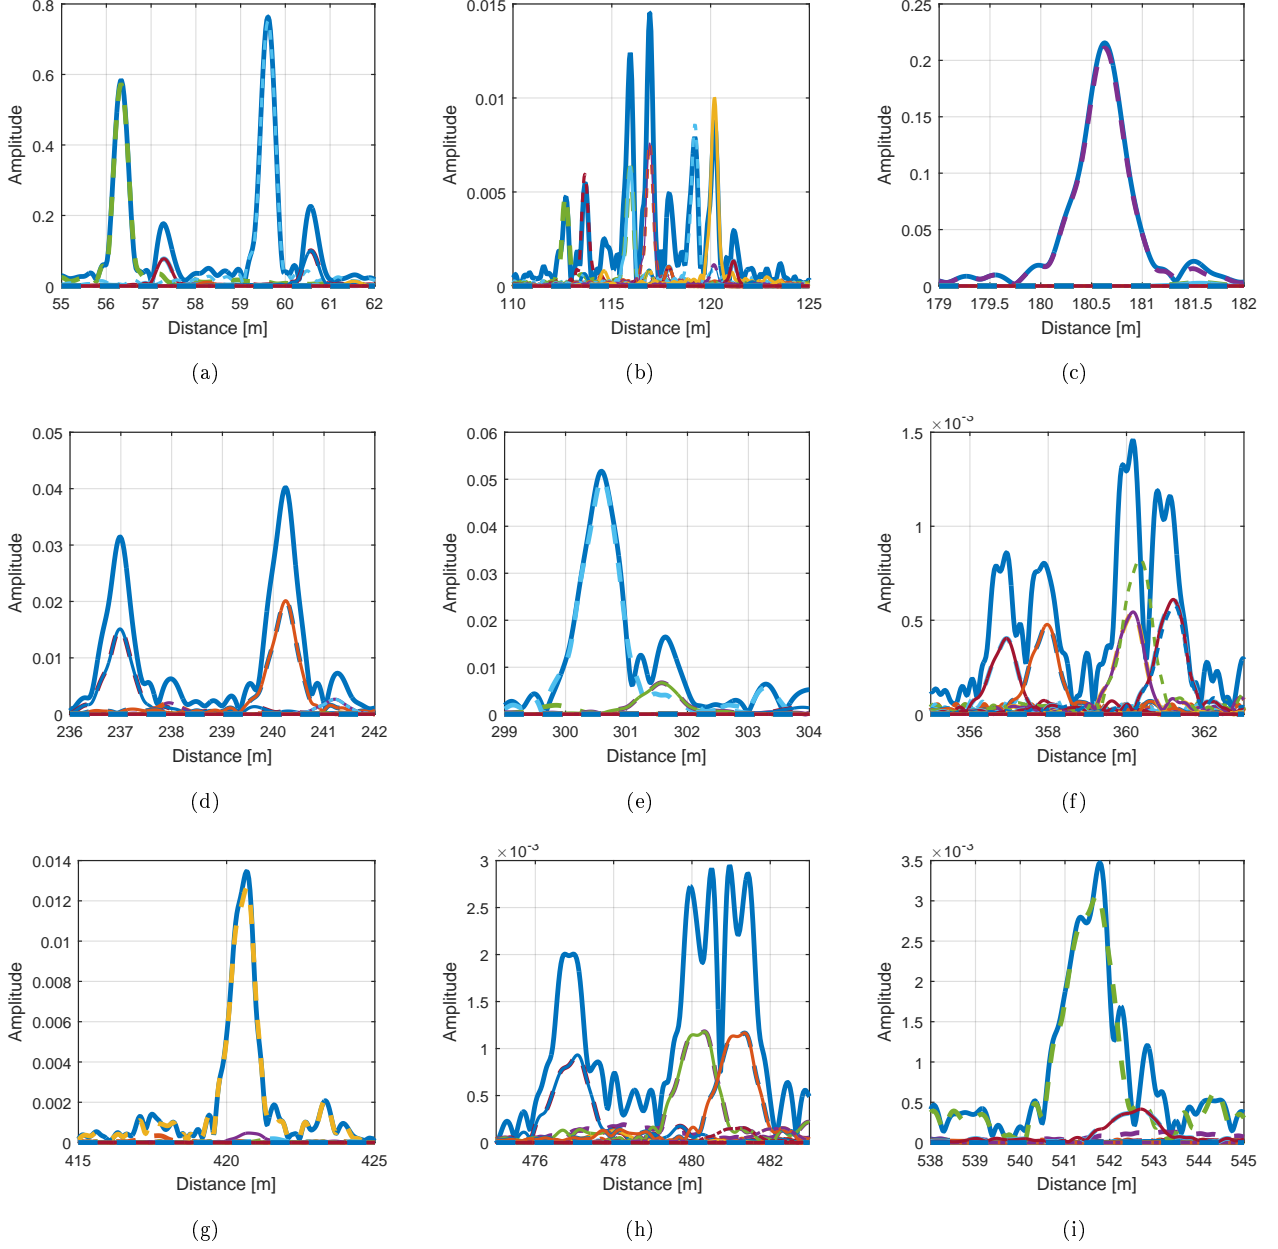 0.8
0.6
0.4
0.2
0
Amplitude
55 56 57 58 59 60 61 62
Distance [m]
(a)
0.015
0.01
0.005
0
Amplitude
110 115 120 125
Distance [m]
(b)
0.25
0.2
0.15
0.1
0.05
0
Amplitude
179 179.5 180 180.5 181 181.5 182
Distance [m]
(c)
0.05
0.04
0.03
0.02
0.01
0
Amplitude
236 237 238 239 240 241 242
Distance [m]
(d)
0.06
0.05
0.04
0.03
0.02
0.01
0
Amplitude
299 300 301 302 303 304
Distance [m]
(e)
×10⁻³
1.5
1
0.5
0
Amplitude
356 358 360 362
Distance [m]
(f)
0.014
0.012
0.01
0.008
0.006
0.004
0.002
0
Amplitude
415 420 425
Distance [m]
(g)
×10⁻³
3
2.5
2
1.5
1
0.5
0
Amplitude
476 478 480 482
Distance [m]
(h)
×10⁻³
3.5
3
2.5
2
1.5
1
0.5
0
Amplitude
538 539 540 541 542 543 544 545
Distance [m]
(i)